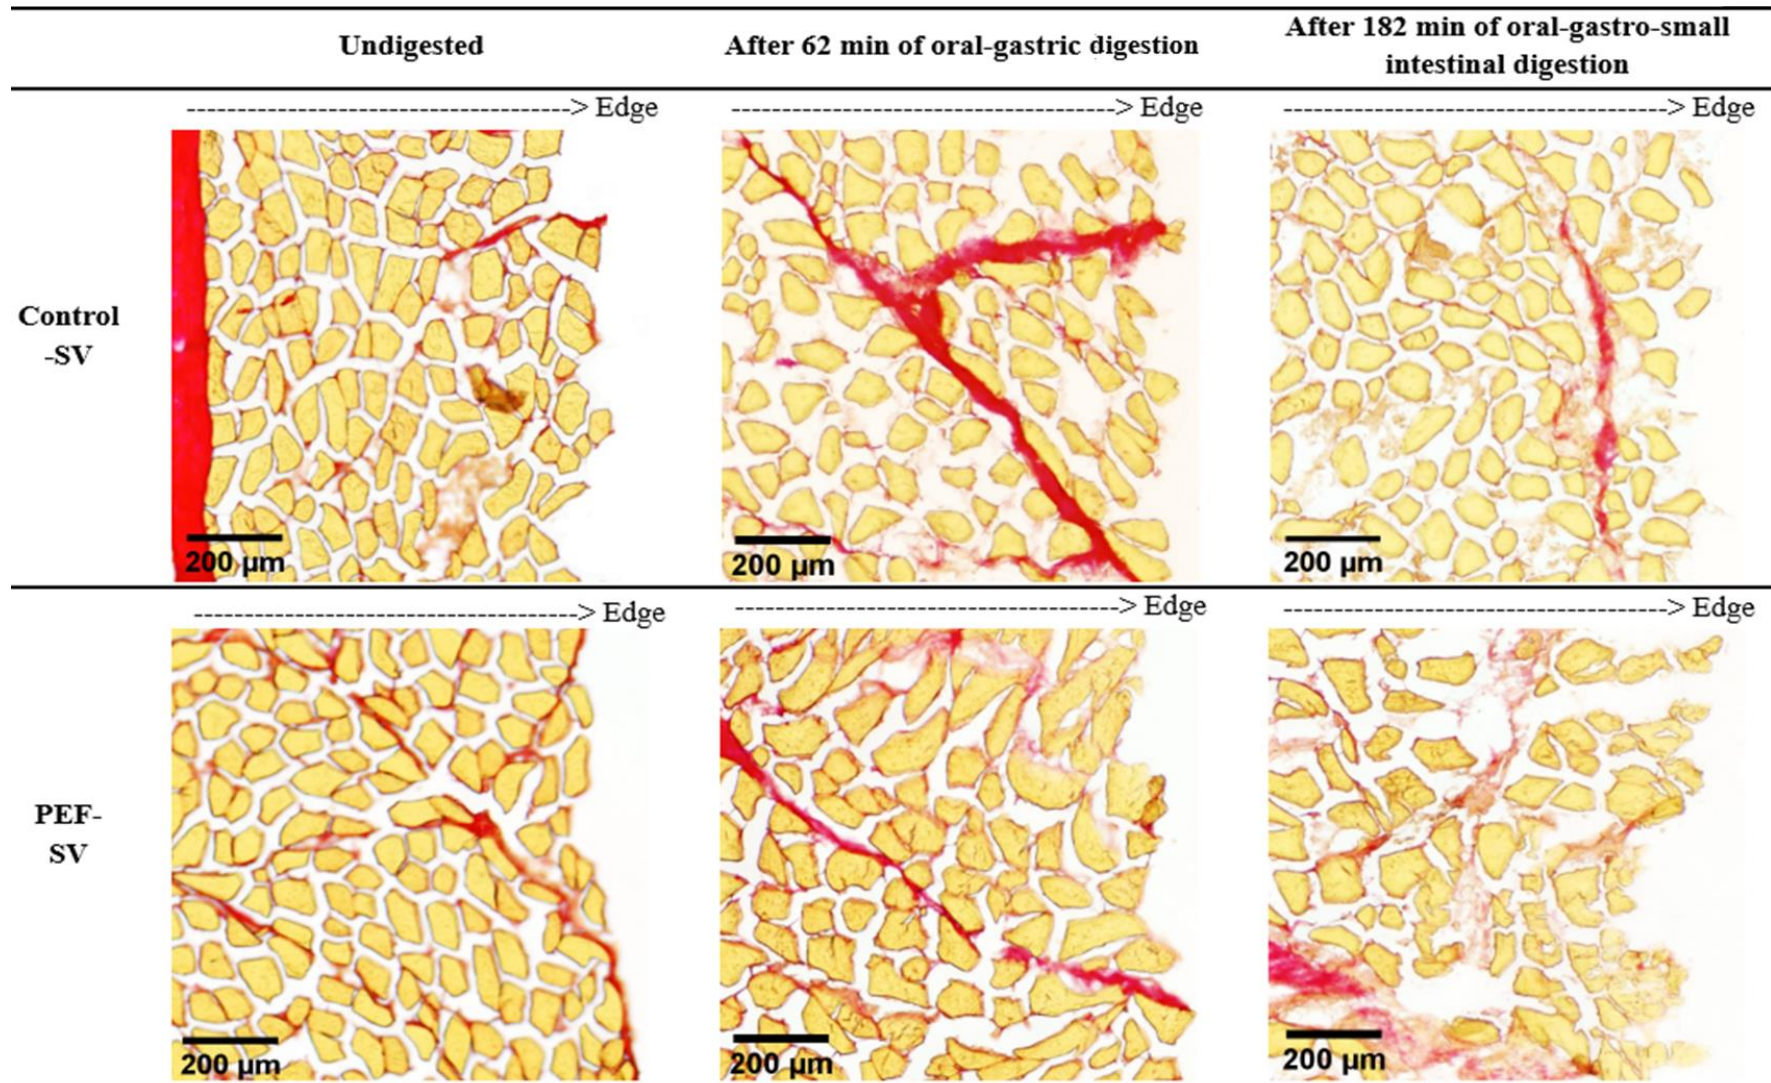 Undigested
After 62 min of oral-gastric digestion
After 182 min of oral-gastro-small
intestinal digestion
--------------------------------------> Edge
--------------------------------------> Edge
--------------------------------------> Edge
Control
-SV
200 µm
200 µm
200 µm
--------------------------------------> Edge
--------------------------------------> Edge
--------------------------------------> Edge
PEF-
SV
200 µm
200 µm
200 µm